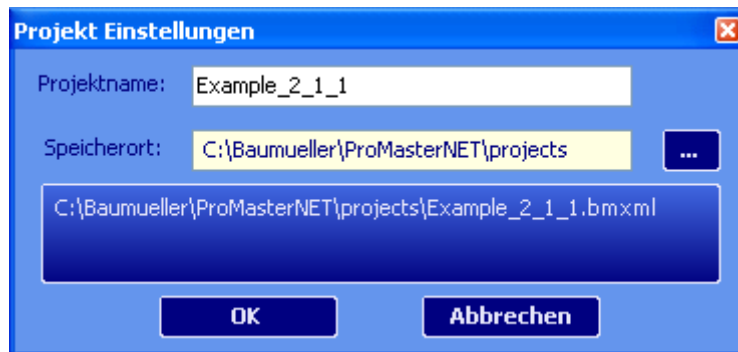 Projekt Einstellungen
Projektname: Example_2_1_1
Speicherort: C:\Baumueller\ProMasterNET\projects ...
C:\Baumueller\ProMasterNET\projects\Example_2_1_1.bmxml
OK Abbrechen